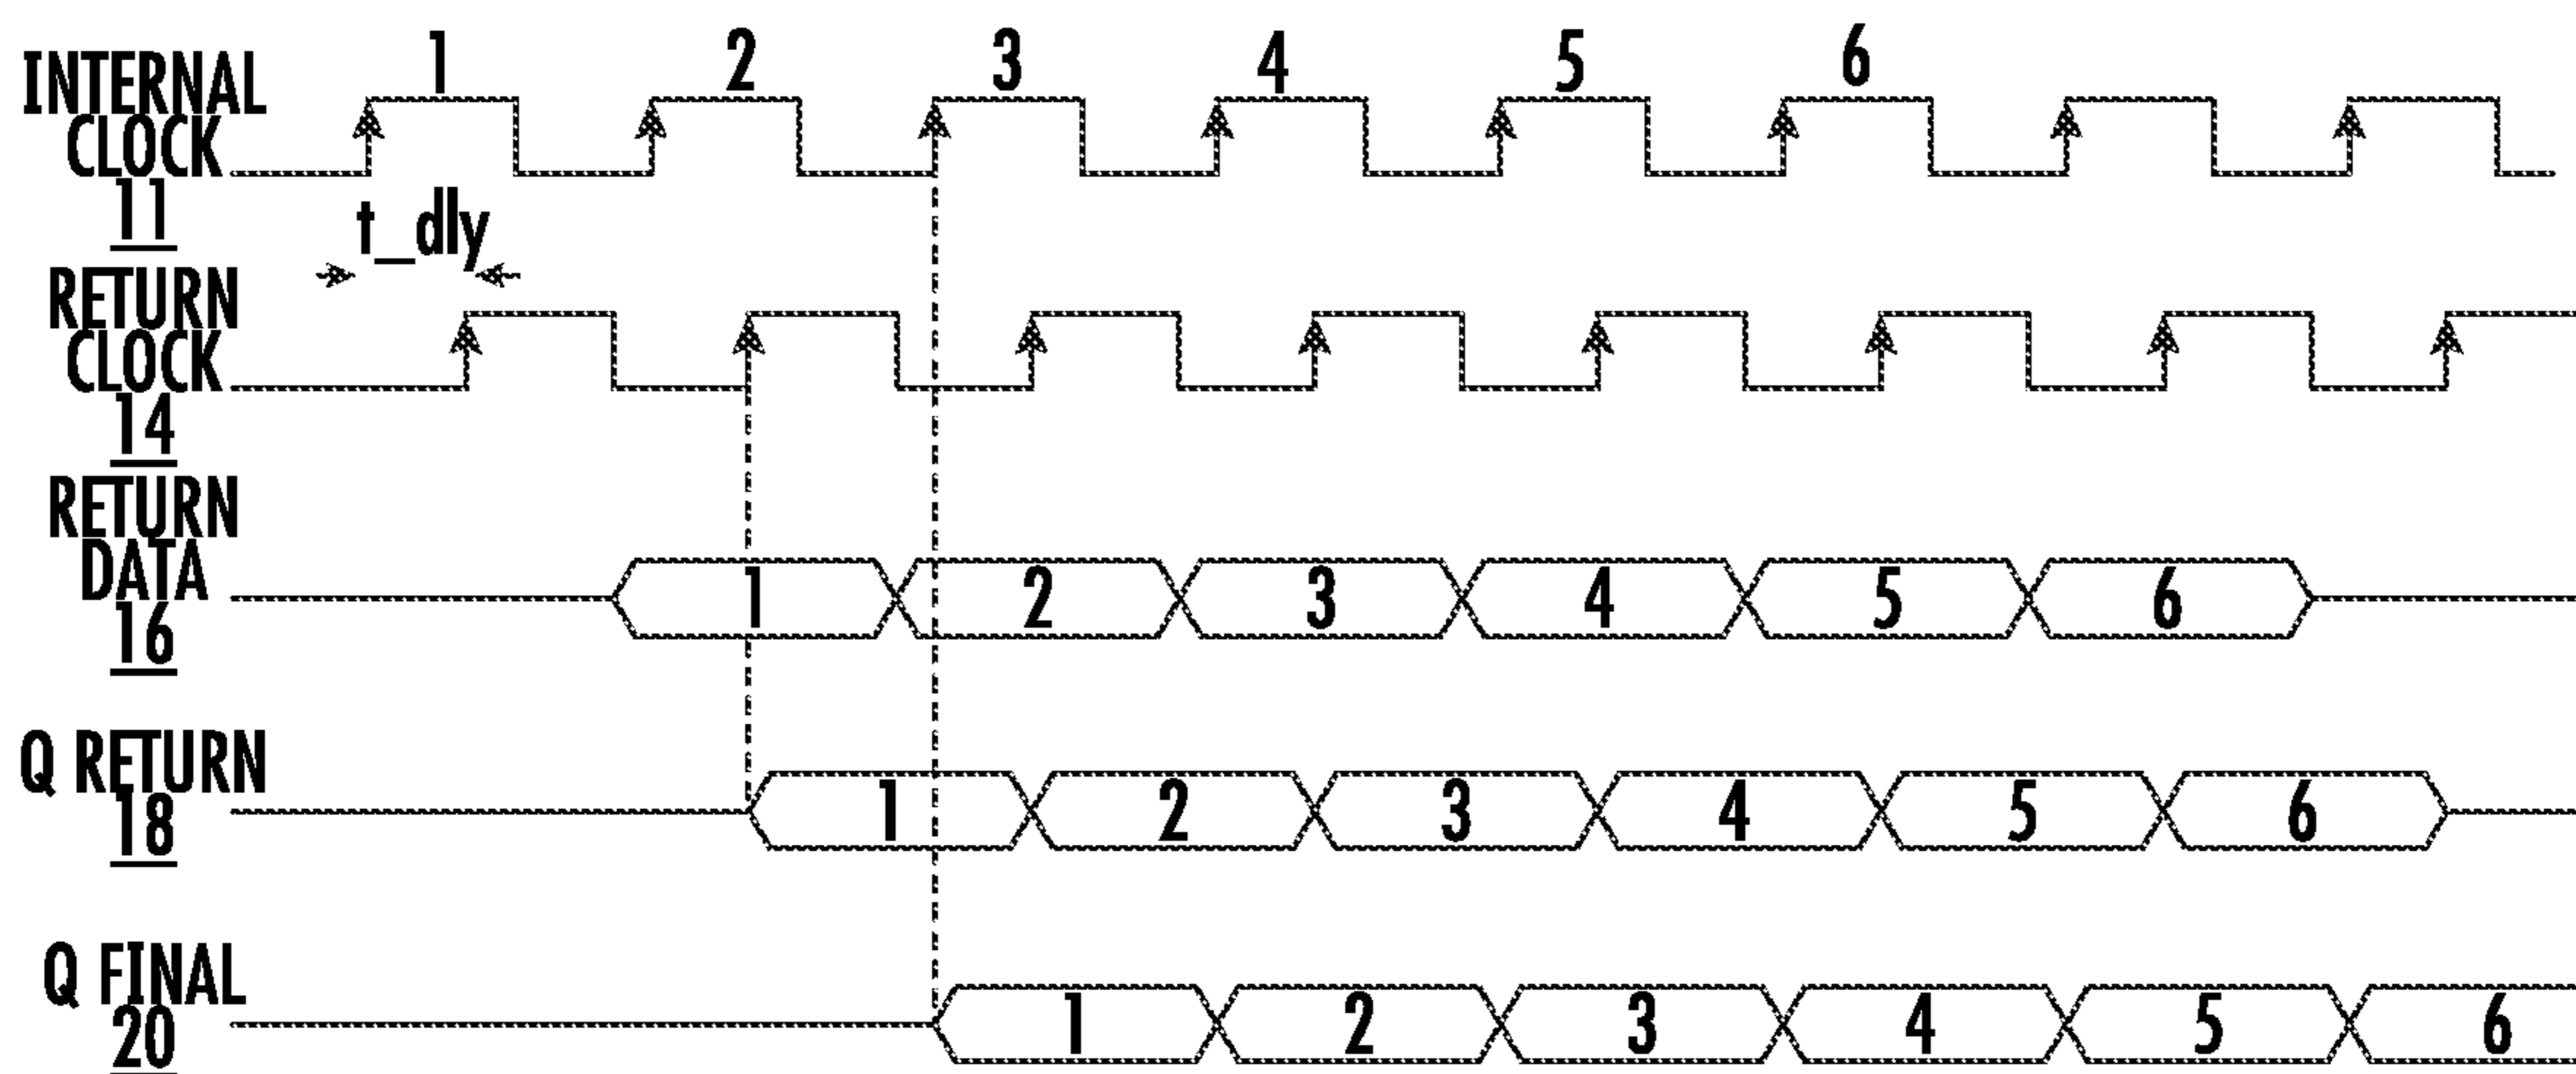 1 2 3 4 5 6
INTERNAL
CLOCK
11
t_dly
RETURN
CLOCK
14
RETURN
DATA
16
1 2 3 4 5 6
Q RETURN
18
1 2 3 4 5 6
Q FINAL
20
1 2 3 4 5 6